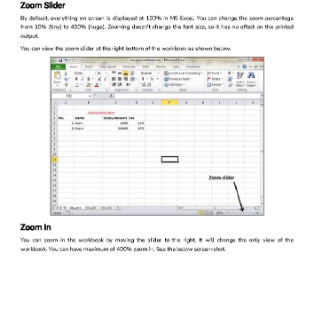 Zoom Slider
By default, everything on screen is displayed at 100% in MS Excel. You can change the zoom percentage
from 10% (tiny) to 400% (huge). Zooming doesn't change the font size, so it has no effect on the printed
output.
You can view the zoom slider at the right bottom of the workbook as shown below.
Zoom slider
Zoom In
You can zoom in the workbook by moving the slider to the right. It will change the only view of the
workbook. You can have maximum of 400% zoom in. See the below screen-shot.